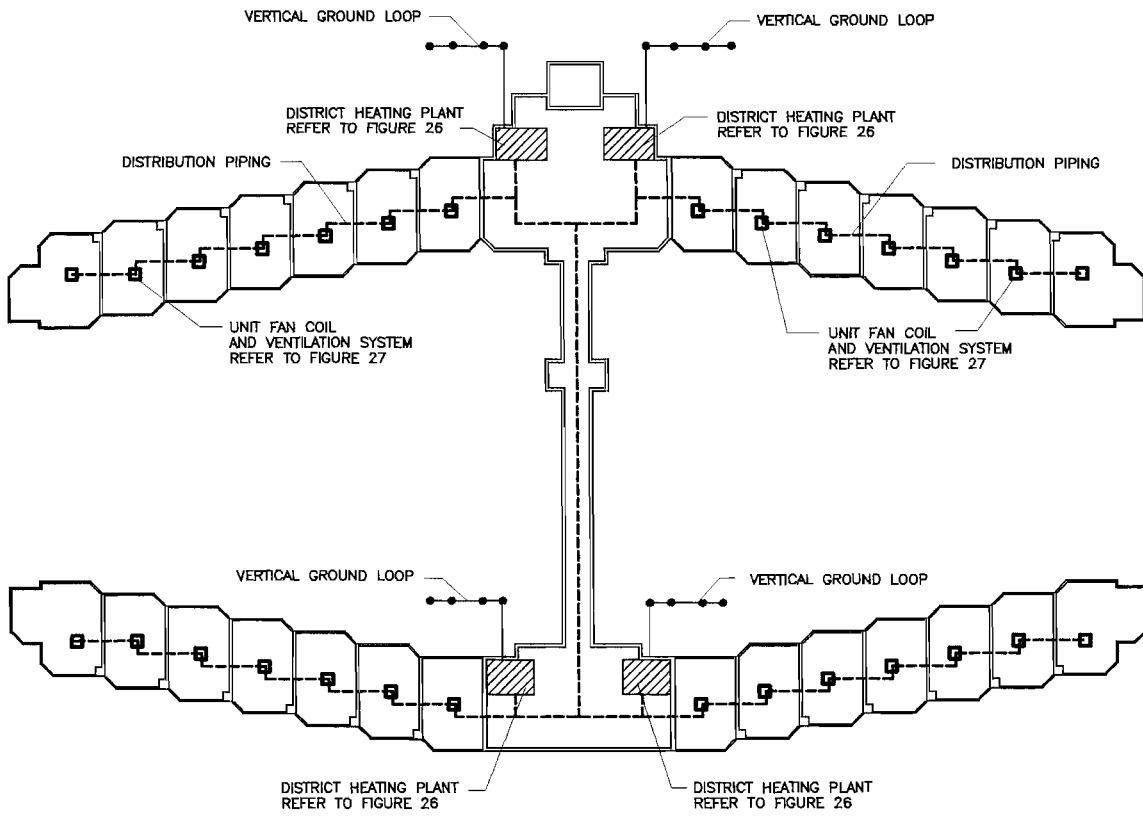 VERTICAL GROUND LOOP
VERTICAL GROUND LOOP
DISTRICT HEATING PLANT
REFER TO FIGURE 26
DISTRICT HEATING PLANT
REFER TO FIGURE 26
DISTRIBUTION PIPING
DISTRIBUTION PIPING
UNIT FAN COIL
AND VENTILATION SYSTEM
REFER TO FIGURE 27
UNIT FAN COIL
AND VENTILATION SYSTEM
REFER TO FIGURE 27
VERTICAL GROUND LOOP
VERTICAL GROUND LOOP
DISTRICT HEATING PLANT
REFER TO FIGURE 26
DISTRICT HEATING PLANT
REFER TO FIGURE 26